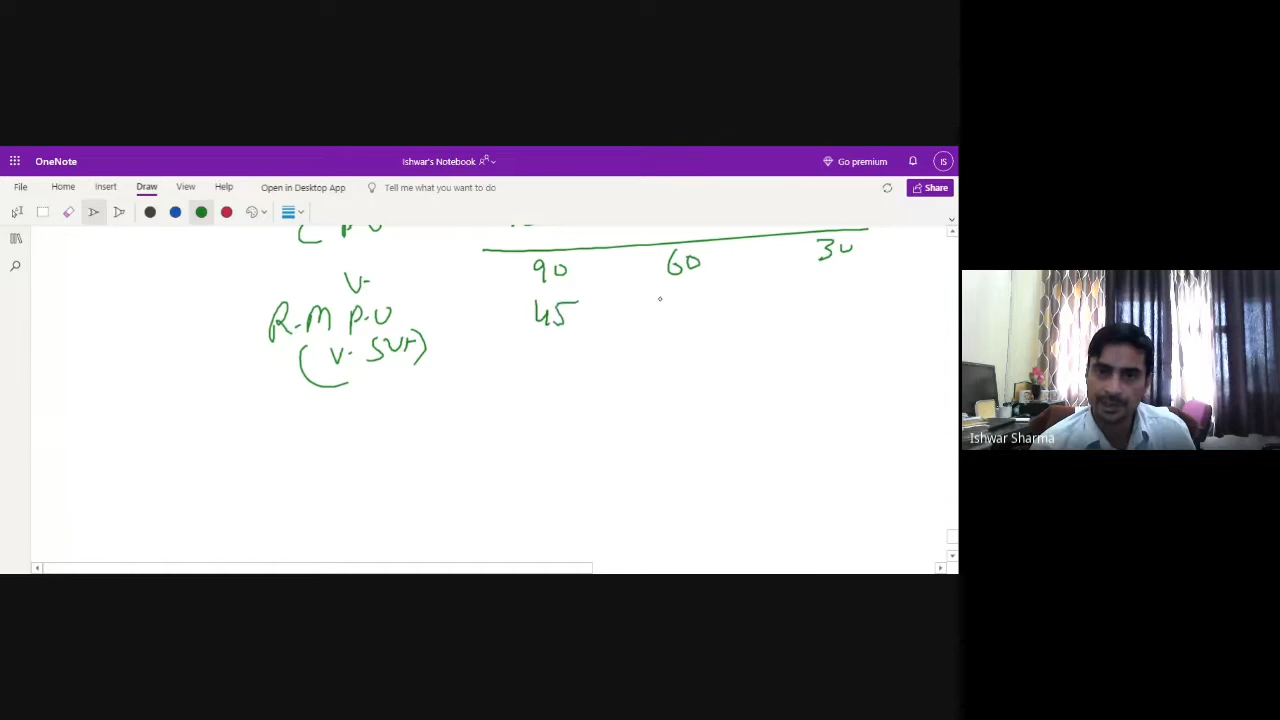 OneNote
Ishwar's Notebook
Go premium
IS
File Home Insert Draw View Help Open in Desktop App Tell me what you want to do
Share
90 60 30
V-
R-M P-U 45
Ishwar Sharma